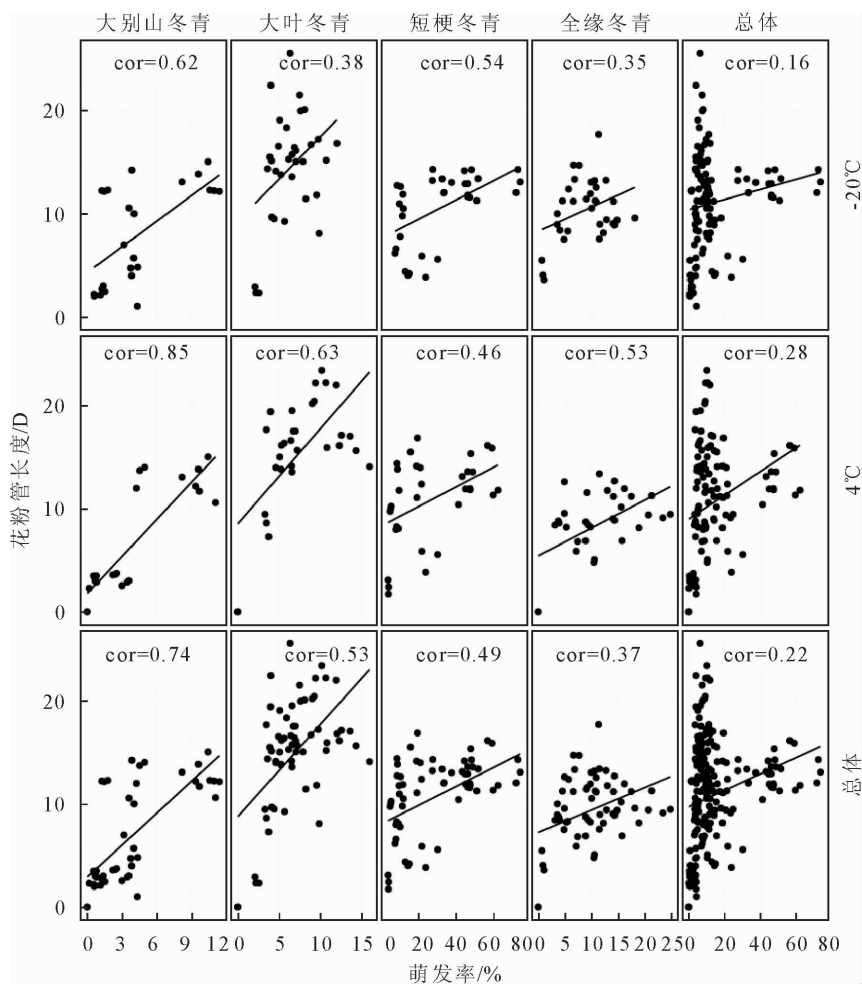 大别山冬青 大叶冬青 短梗冬青 全缘冬青 总体
cor=0.62 cor=0.38 cor=0.54 cor=0.35 cor=0.16
20
10
0
-20℃
cor=0.85 cor=0.63 cor=0.46 cor=0.53 cor=0.28
20
10
0
4℃
花粉管长度/D
cor=0.74 cor=0.53 cor=0.49 cor=0.37 cor=0.22
20
10
0
总体
0 3 6 9 12 0 5 10 15 0 20 40 60 80 0 5 10 15 20 25 0 20 40 60 80
萌发率/%